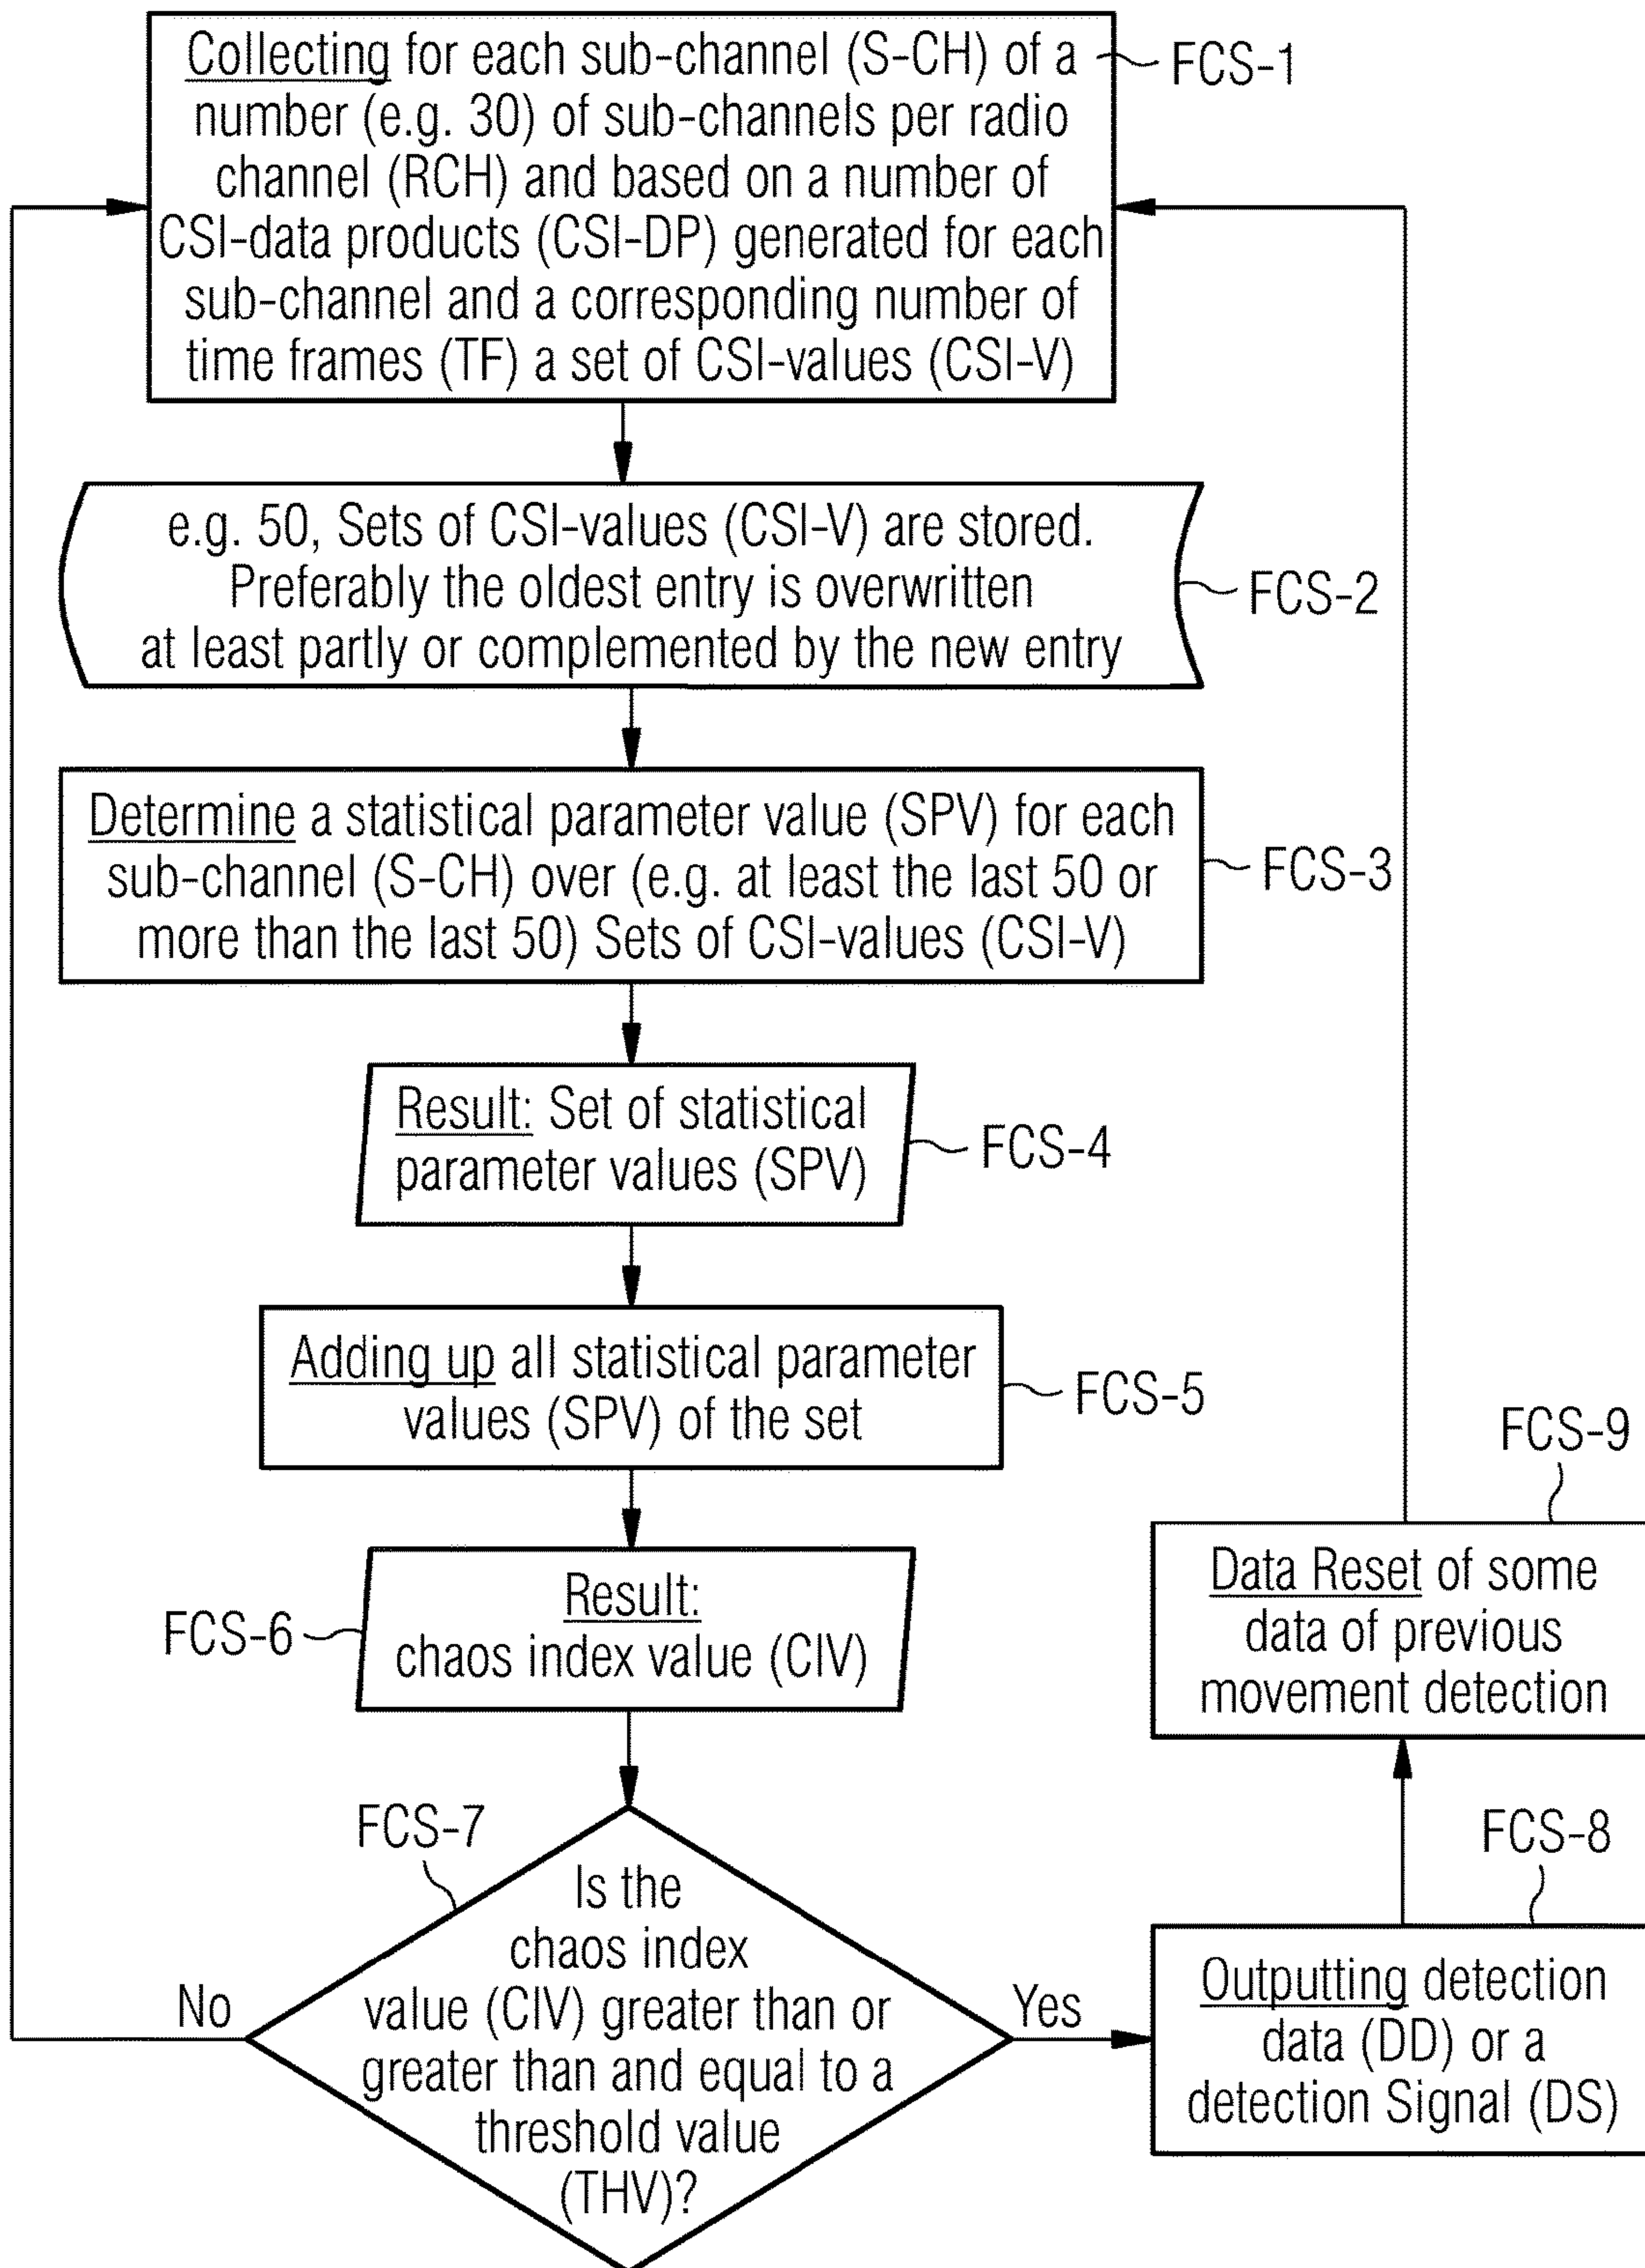 Collecting for each sub-channel (S-CH) of a
number (e.g. 30) of sub-channels per radio
channel (RCH) and based on a number of
CSI-data products (CSI-DP) generated for each
sub-channel and a corresponding number of
time frames (TF) a set of CSI-values (CSI-V)
FCS-1
e.g. 50, Sets of CSI-values (CSI-V) are stored.
Preferably the oldest entry is overwritten
at least partly or complemented by the new entry
FCS-2
Determine a statistical parameter value (SPV) for each
sub-channel (S-CH) over (e.g. at least the last 50 or
more than the last 50) Sets of CSI-values (CSI-V)
FCS-3
Result: Set of statistical
parameter values (SPV)
FCS-4
Adding up all statistical parameter
values (SPV) of the set
FCS-5
Result:
chaos index value (CIV)
FCS-6
FCS-7
Is the
chaos index
value (CIV) greater than or
greater than and equal to a
threshold value
(THV)?
No
Yes
FCS-8
Outputting detection
data (DD) or a
detection Signal (DS)
FCS-9
Data Reset of some
data of previous
movement detection